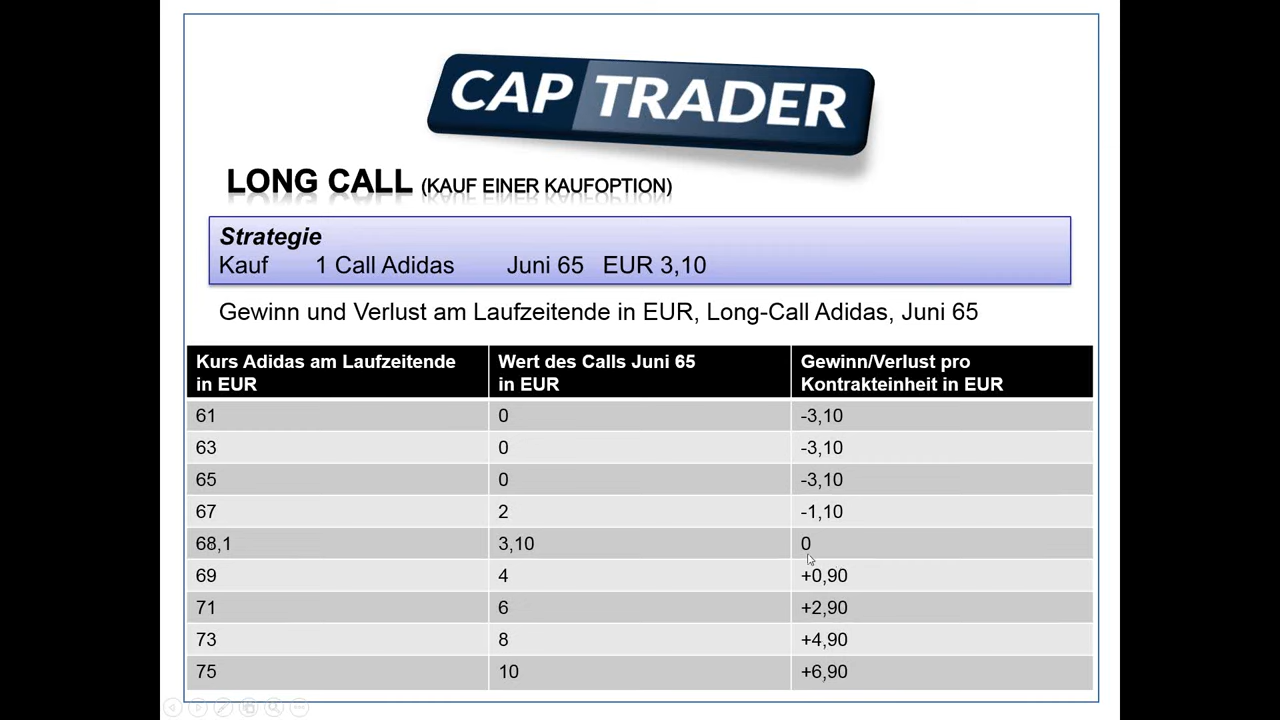 CAP TRADER
LONG CALL (KAUF EINER KAUFOPTION)
Strategie
Kauf 1 Call Adidas Juni 65 EUR 3,10
Gewinn und Verlust am Laufzeitende in EUR, Long-Call Adidas, Juni 65
Kurs Adidas am Laufzeitende in EUR Wert des Calls Juni 65 in EUR Gewinn/Verlust pro Kontrakteinheit in EUR
61 0 -3,10
63 0 -3,10
65 0 -3,10
67 2 -1,10
68,1 3,10 0
69 4 +0,90
71 6 +2,90
73 8 +4,90
75 10 +6,90